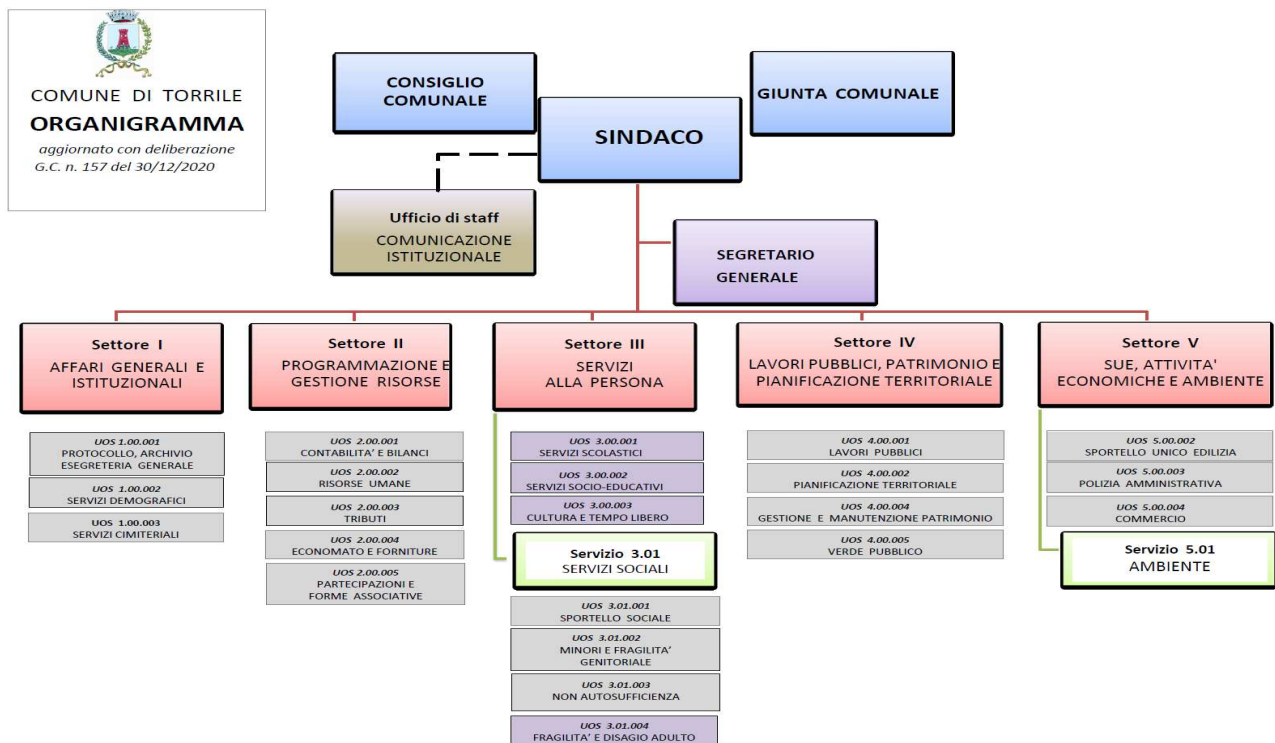 COMUNE DI TORRILE
ORGANIGRAMMA
aggiornato con deliberazione
G.C. n. 157 del 30/12/2020
CONSIGLIO
COMUNALE
SINDACO
GIUNTA COMUNALE
Ufficio di staff
COMUNICAZIONE
ISTITUZIONALE
SEGRETARIO
GENERALE
Settore I
AFFARI GENERALI E
ISTITUZIONALI
UOS 1.00.001
PROTOCOLLO, ARCHIVIO
ESEGRETERIA GENERALE
UOS 1.00.002
SERVIZI DEMOGRAFICI
UOS 1.00.003
SERVIZI CIMITERIALI
Settore II
PROGRAMMAZIONE E
GESTIONE RISORSE
UOS 2.00.001
CONTABILITA' E BILANCI
UOS 2.00.002
RISORSE UMANE
UOS 2.00.003
TRIBUTI
UOS 2.00.004
ECONOMATO E FORNITURE
UOS 2.00.005
PARTECIPAZIONI E
FORME ASSOCIATIVE
Settore III
SERVIZI
ALLA PERSONA
UOS 3.00.001
SERVIZI SCOLASTICI
UOS 3.00.002
SERVIZI SOCIO-EDUCATIVI
UOS 3.00.003
CULTURA E TEMPO LIBERO
Servizio 3.01
SERVIZI SOCIALI
UOS 3.01.001
SPORTELLO SOCIALE
UOS 3.01.002
MINORI E FRAGILITA'
GENITORIALE
UOS 3.01.003
NON AUTOSUFFICIENZA
UOS 3.01.004
FRAGILITA' E DISAGIO ADULTO
Settore IV
LAVORI PUBBLICI, PATRIMONIO E
PIANIFICAZIONE TERRITORIALE
UOS 4.00.001
LAVORI PUBBLICI
UOS 4.00.002
PIANIFICAZIONE TERRITORIALE
UOS 4.00.004
GESTIONE E MANUTENZIONE PATRIMONIO
UOS 4.00.005
VERDE PUBBLICO
Settore V
SUE, ATTIVITA'
ECONOMICHE E AMBIENTE
UOS 5.00.002
SPORTELLO UNICO EDILIZIA
UOS 5.00.003
POLIZIA AMMINISTRATIVA
UOS 5.00.004
COMMERCIO
Servizio 5.01
AMBIENTE